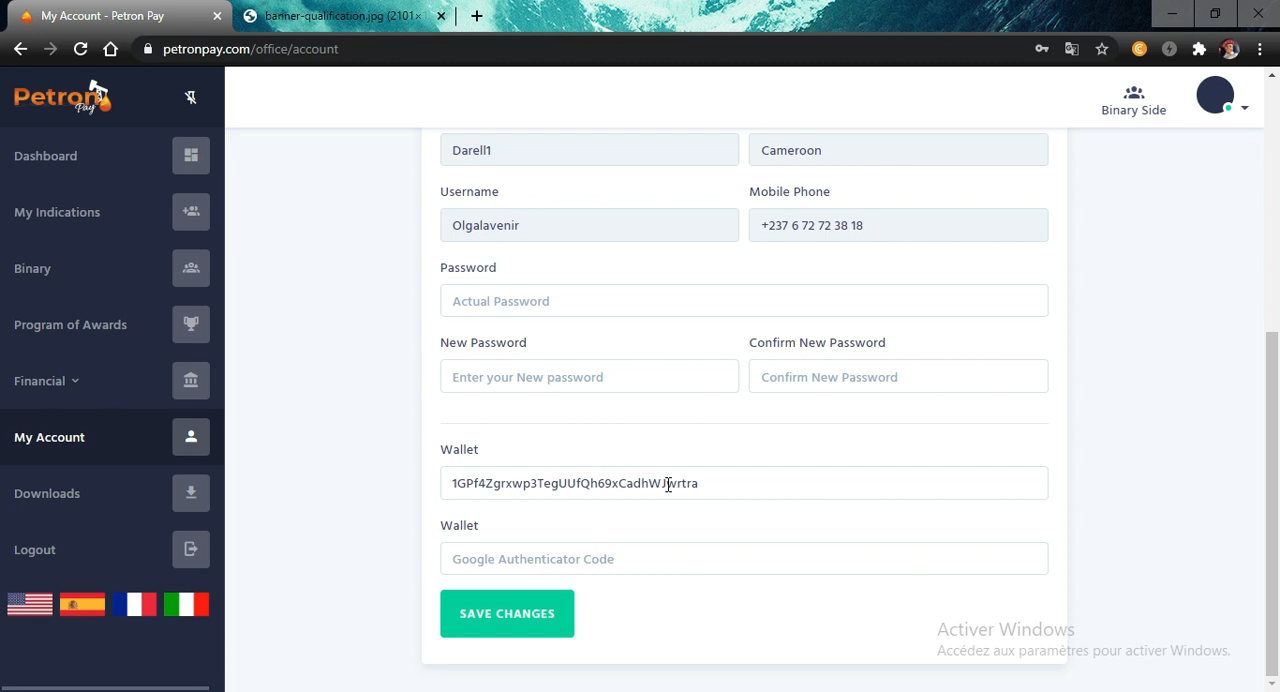 My Account - Petron Pay
banner-qualification.jpg (2101×
petronpay.com/office/account
Petron
Pay
Binary Side
Dashboard
My Indications
Binary
Program of Awards
Financial
My Account
Downloads
Logout
Darell1 Cameroon
Username Mobile Phone
Olgalavenir +237 6 72 72 38 18
Password
Actual Password
New Password Confirm New Password
Enter your New password Confirm New Password
Wallet
1GPf4Zgrxwp3TegUUfQh69xCadhWJwrtra
Wallet
Google Authenticator Code
SAVE CHANGES
Activer Windows
Accédez aux paramètres pour activer Windows.